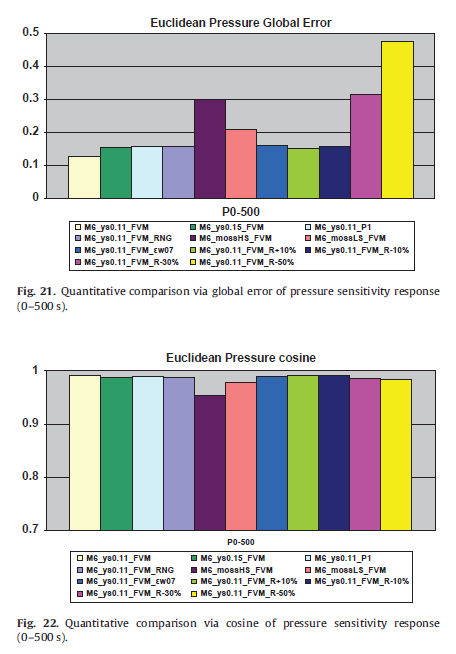 Euclidean Pressure Global Error
0.5
0.4
0.3
0.2
0.1
0
P0-500
M6_ys0.11_FVM M6_ys0.15_FVM M6_ys0.11_P1
M6_ys0.11_FVM_RNG M6_mossHS_FVM M6_mossLS_FVM
M6_ys0.11_FVM_εw07 M6_ys0.11_FVM_R+10% M6_ys0.11_FVM_R-10%
M6_ys0.11_FVM_R-30% M6_ys0.11_FVM_R-50%
Fig. 21. Quantitative comparison via global error of pressure sensitivity response
(0–500 s).
Euclidean Pressure cosine
1
0.9
0.8
0.7
P0-500
M6_ys0.11_FVM M6_ys0.15_FVM M6_ys0.11_P1
M6_ys0.11_FVM_RNG M6_mossHS_FVM M6_mossLS_FVM
M6_ys0.11_FVM_εw07 M6_ys0.11_FVM_R+10% M6_ys0.11_FVM_R-10%
M6_ys0.11_FVM_R-30% M6_ys0.11_FVM_R-50%
Fig. 22. Quantitative comparison via cosine of pressure sensitivity response
(0–500 s).